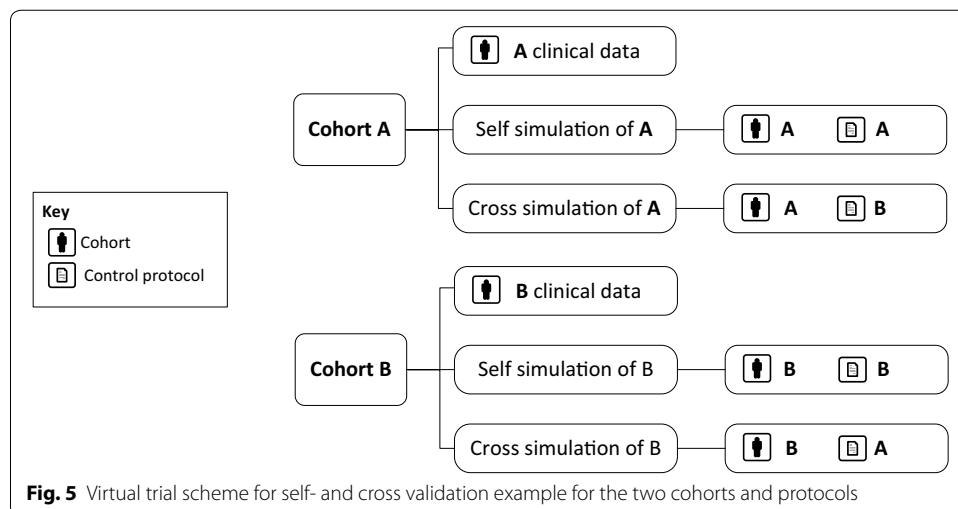 A clinical data
Cohort A
Self simulation of A
A A
Cross simulation of A
A B
Key
Cohort
Control protocol
B clinical data
Cohort B
Self simulation of B
B B
Cross simulation of B
B A
Fig. 5 Virtual trial scheme for self- and cross validation example for the two cohorts and protocols